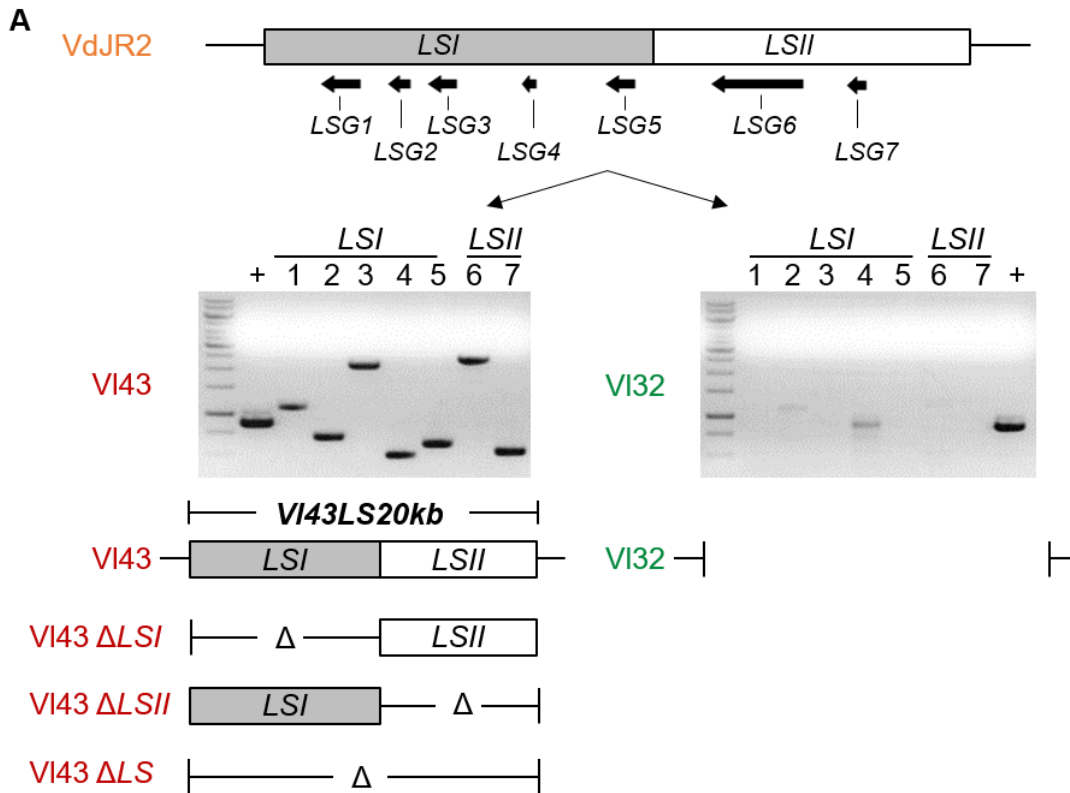 A
VdJR2 LSI LSII
LSG1 LSG2 LSG3 LSG4 LSG5 LSG6 LSG7
LSI LSII
+ 1 2 3 4 5 6 7
LSI LSII
1 2 3 4 5 6 7 +
Vl43
Vl32
Vl43LS20kb
Vl43 LSI LSII
Vl32
Vl43 ΔLSI Δ LSII
Vl43 ΔLSII LSI Δ
Vl43 ΔLS Δ